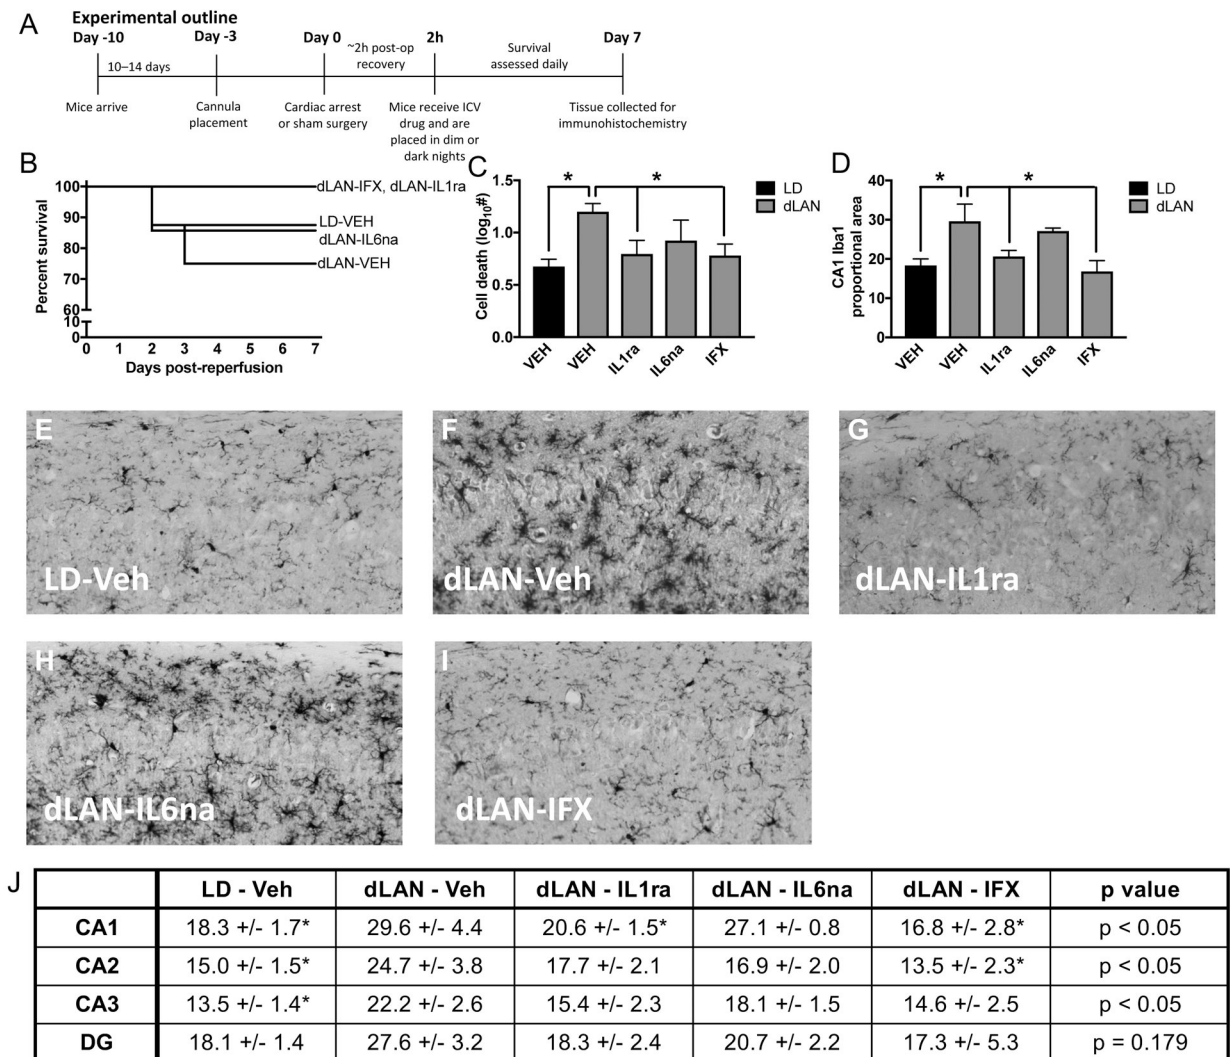 A
Experimental outline
Day -10
Day -3
Day 0
2h
Day 7
10–14 days
~2h post-op
recovery
Survival
assessed daily
Mice arrive
Cannula
placement
Cardiac arrest
or sham surgery
Mice receive ICV
drug and are
placed in dim or
dark nights
Tissue collected for
immunohistochemistry
B
Percent survival
100
90
80
70
60
10
0
0 1 2 3 4 5 6 7
Days post-reperfusion
dLAN-IFX, dLAN-IL1ra
LD-VEH
dLAN-IL6na
dLAN-VEH
C
Cell death (log10#)
1.5
1.0
0.5
0.0
* *
VEH VEH IL1ra IL6na IFX
LD
dLAN
D
CA1 Iba1
proportional area
40
30
20
10
0
* *
VEH VEH IL1ra IL6na IFX
LD
dLAN
E
LD-Veh
F
dLAN-Veh
G
dLAN-IL1ra
H
dLAN-IL6na
I
dLAN-IFX
J
LD - Veh dLAN - Veh dLAN - IL1ra dLAN - IL6na dLAN - IFX p value
CA1 18.3 +/- 1.7* 29.6 +/- 4.4 20.6 +/- 1.5* 27.1 +/- 0.8 16.8 +/- 2.8* p < 0.05
CA2 15.0 +/- 1.5* 24.7 +/- 3.8 17.7 +/- 2.1 16.9 +/- 2.0 13.5 +/- 2.3* p < 0.05
CA3 13.5 +/- 1.4* 22.2 +/- 2.6 15.4 +/- 2.3 18.1 +/- 1.5 14.6 +/- 2.5 p < 0.05
DG 18.1 +/- 1.4 27.6 +/- 3.2 18.3 +/- 2.4 20.7 +/- 2.2 17.3 +/- 5.3 p = 0.179